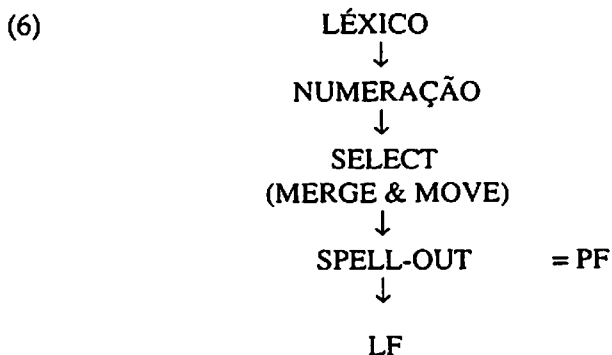 (6) LÉXICO
↓
NUMERAÇÃO
↓
SELECT
(MERGE & MOVE)
↓
SPELL-OUT = PF
↓
LF